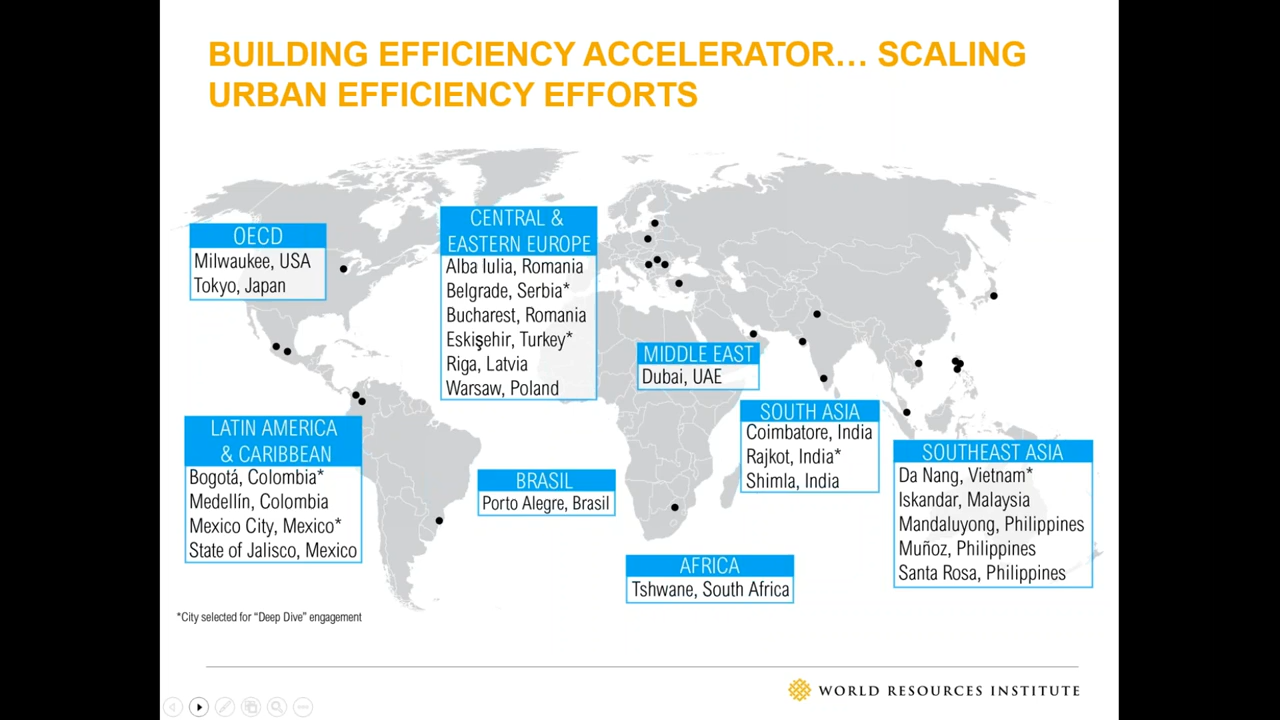 BUILDING EFFICIENCY ACCELERATOR... SCALING
URBAN EFFICIENCY EFFORTS
OECD
Milwaukee, USA
Tokyo, Japan
CENTRAL &
EASTERN EUROPE
Alba Iulia, Romania
Belgrade, Serbia*
Bucharest, Romania
Eskişehir, Turkey*
Riga, Latvia
Warsaw, Poland
MIDDLE EAST
Dubai, UAE
SOUTH ASIA
Coimbatore, India
Rajkot, India*
Shimla, India
LATIN AMERICA
& CARIBBEAN
Bogotá, Colombia*
Medellín, Colombia
Mexico City, Mexico*
State of Jalisco, Mexico
BRASIL
Porto Alegre, Brasil
SOUTHEAST ASIA
Da Nang, Vietnam*
Iskandar, Malaysia
Mandaluyong, Philippines
Muñoz, Philippines
Santa Rosa, Philippines
AFRICA
Tshwane, South Africa
*City selected for “Deep Dive” engagement
WORLD RESOURCES INSTITUTE